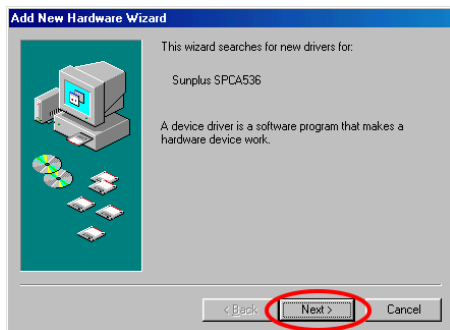 Add New Hardware Wizard
This wizard searches for new drivers for:
Sunplus SPCA536
A device driver is a software program that makes a
hardware device work.
< Back
Next >
Cancel